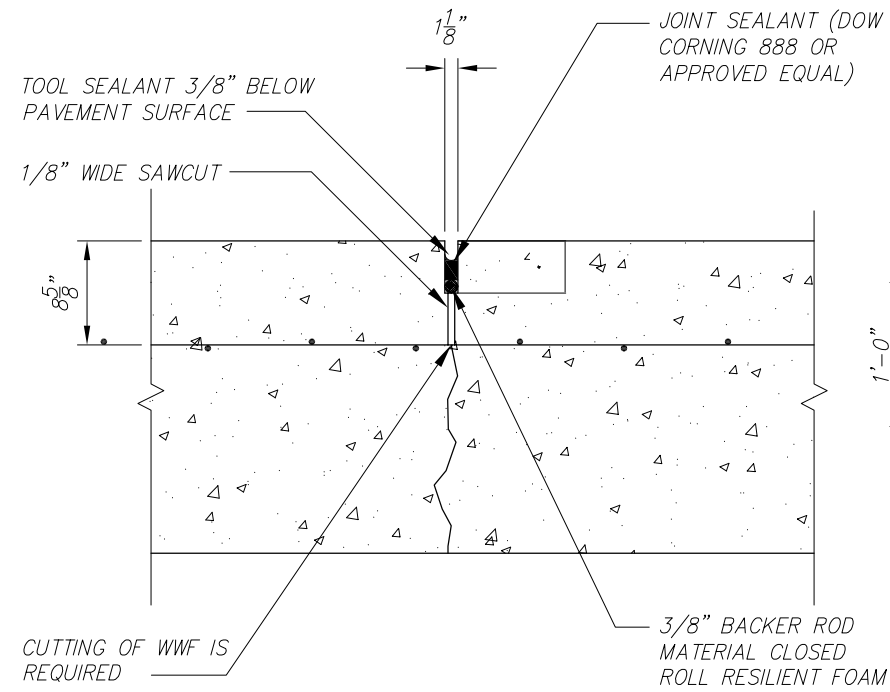 1 1/8"
JOINT SEALANT (DOW
CORNING 888 OR
APPROVED EQUAL)
TOOL SEALANT 3/8" BELOW
PAVEMENT SURFACE
1/8" WIDE SAWCUT
8 5/8
1'-0"
CUTTING OF WWF IS
REQUIRED
3/8" BACKER ROD
MATERIAL CLOSED
ROLL RESILIENT FOAM